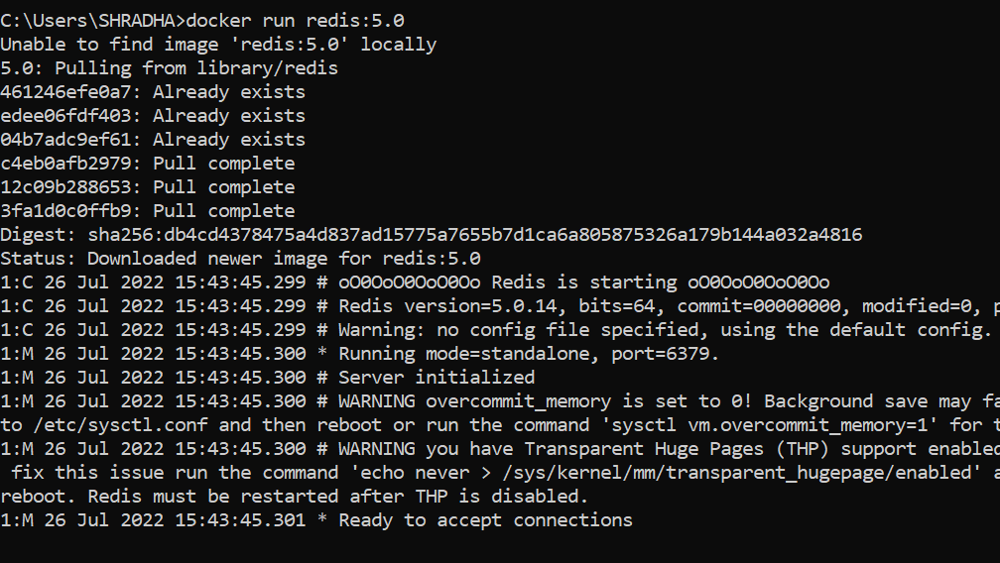 C:\Users\SHRADHA>docker run redis:5.0
Unable to find image 'redis:5.0' locally
5.0: Pulling from library/redis
461246efe0a7: Already exists
edee06fdf403: Already exists
04b7adc9ef61: Already exists
c4eb0afb2979: Pull complete
12c09b288653: Pull complete
3fa1d0c0ffb9: Pull complete
Digest: sha256:db4cd4378475a4d837ad15775a7655b7d1ca6a805875326a179b144a032a4816
Status: Downloaded newer image for redis:5.0
1:C 26 Jul 2022 15:43:45.299 # oO0OoO0OoO0Oo Redis is starting oO0OoO0OoO0Oo
1:C 26 Jul 2022 15:43:45.299 # Redis version=5.0.14, bits=64, commit=00000000, modified=0, p
1:C 26 Jul 2022 15:43:45.299 # Warning: no config file specified, using the default config.
1:M 26 Jul 2022 15:43:45.300 * Running mode=standalone, port=6379.
1:M 26 Jul 2022 15:43:45.300 # Server initialized
1:M 26 Jul 2022 15:43:45.300 # WARNING overcommit_memory is set to 0! Background save may fa
to /etc/sysctl.conf and then reboot or run the command 'sysctl vm.overcommit_memory=1' for t
1:M 26 Jul 2022 15:43:45.300 # WARNING you have Transparent Huge Pages (THP) support enabled
fix this issue run the command 'echo never > /sys/kernel/mm/transparent_hugepage/enabled' a
reboot. Redis must be restarted after THP is disabled.
1:M 26 Jul 2022 15:43:45.301 * Ready to accept connections